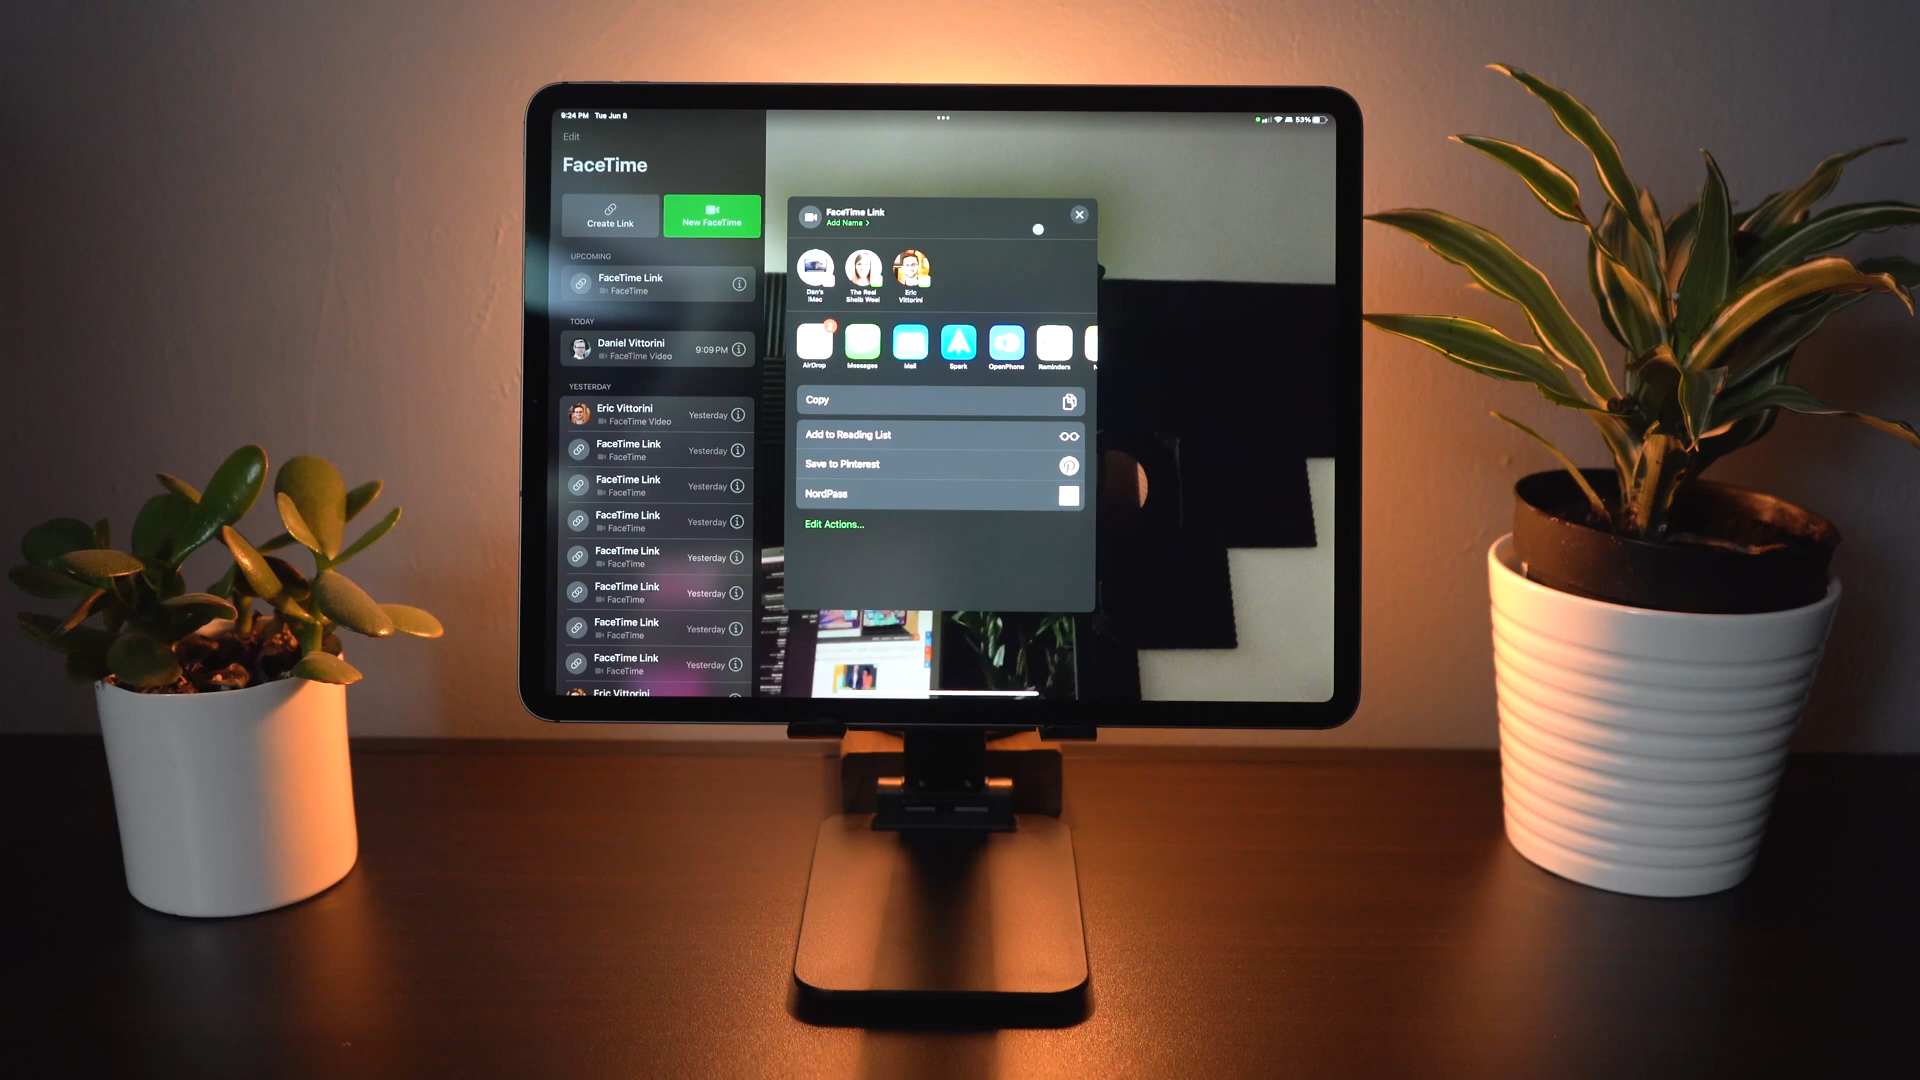 9:24 PM Tue Jun 8
53%
Edit
FaceTime
Create Link
New FaceTime
UPCOMING
FaceTime Link
FaceTime
TODAY
Daniel Vittorini
FaceTime Video
9:09 PM
YESTERDAY
Eric Vittorini
FaceTime Video
Yesterday
FaceTime Link
FaceTime
Yesterday
FaceTime Link
FaceTime
Yesterday
FaceTime Link
FaceTime
Yesterday
FaceTime Link
FaceTime
Yesterday
FaceTime Link
FaceTime
Yesterday
FaceTime Link
FaceTime
Yesterday
FaceTime Link
FaceTime
Yesterday
Eric Vittorini
FaceTime Link
Add Name >
Dan's
iMac
The Real
Shelb Weal
Eric
Vittorini
2
AirDrop
Messages
Mail
Spark
OpenPhone
Reminders
Copy
Add to Reading List
Save to Pinterest
NordPass
Edit Actions...